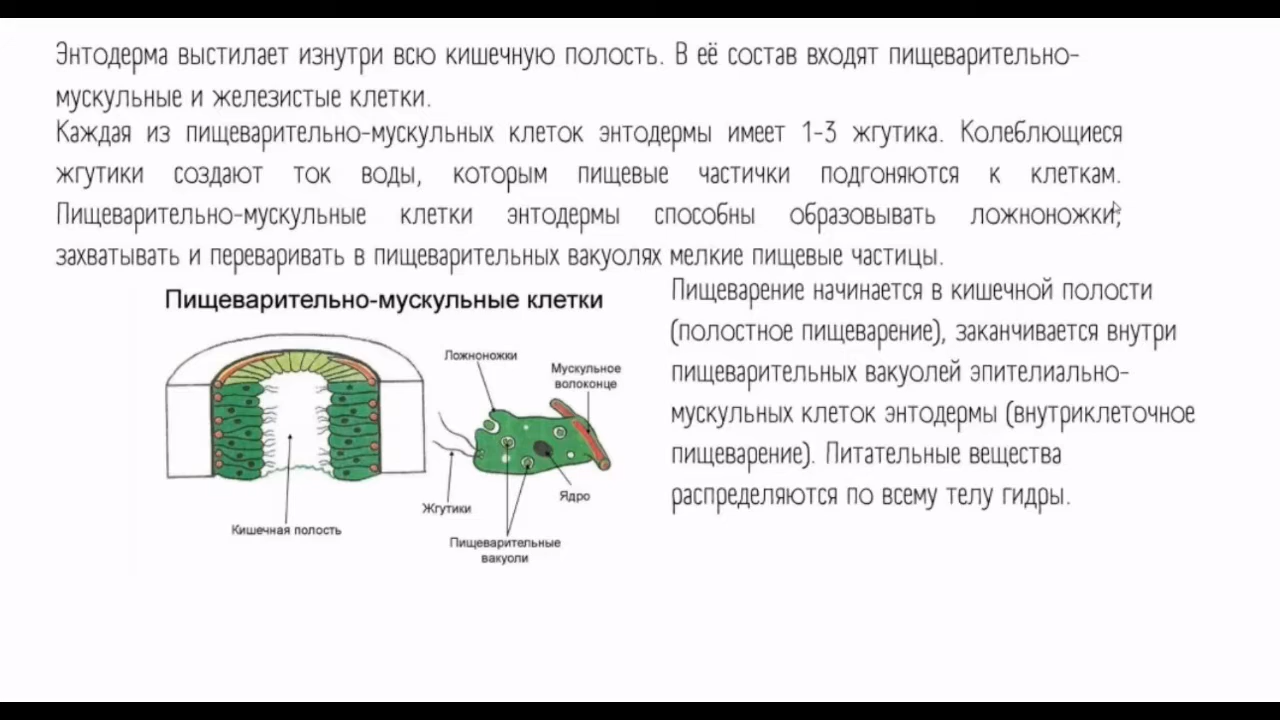 Энтодерма выстилает изнутри всю кишечную полость. В её состав входят пищеварительно-
мускульные и железистые клетки.
Каждая из пищеварительно-мускульных клеток энтодермы имеет 1-3 жгутика. Колеблющиеся
жгутики создают ток воды, которым пищевые частички подгоняются к клеткам.
Пищеварительно-мускульные клетки энтодермы способны образовывать ложноножки,
захватывать и переваривать в пищеварительных вакуолях мелкие пищевые частицы.
Пищеварительно-мускульные клетки
Ложноножки
Мускульное
волоконце
Ядро
Жгутики
Кишечная полость
Пищеварительные
вакуоли
Пищеварение начинается в кишечной полости
(полостное пищеварение), заканчивается внутри
пищеварительных вакуолей эпителиально-
мускульных клеток энтодермы (внутриклеточное
пищеварение). Питательные вещества
распределяются по всему телу гидры.